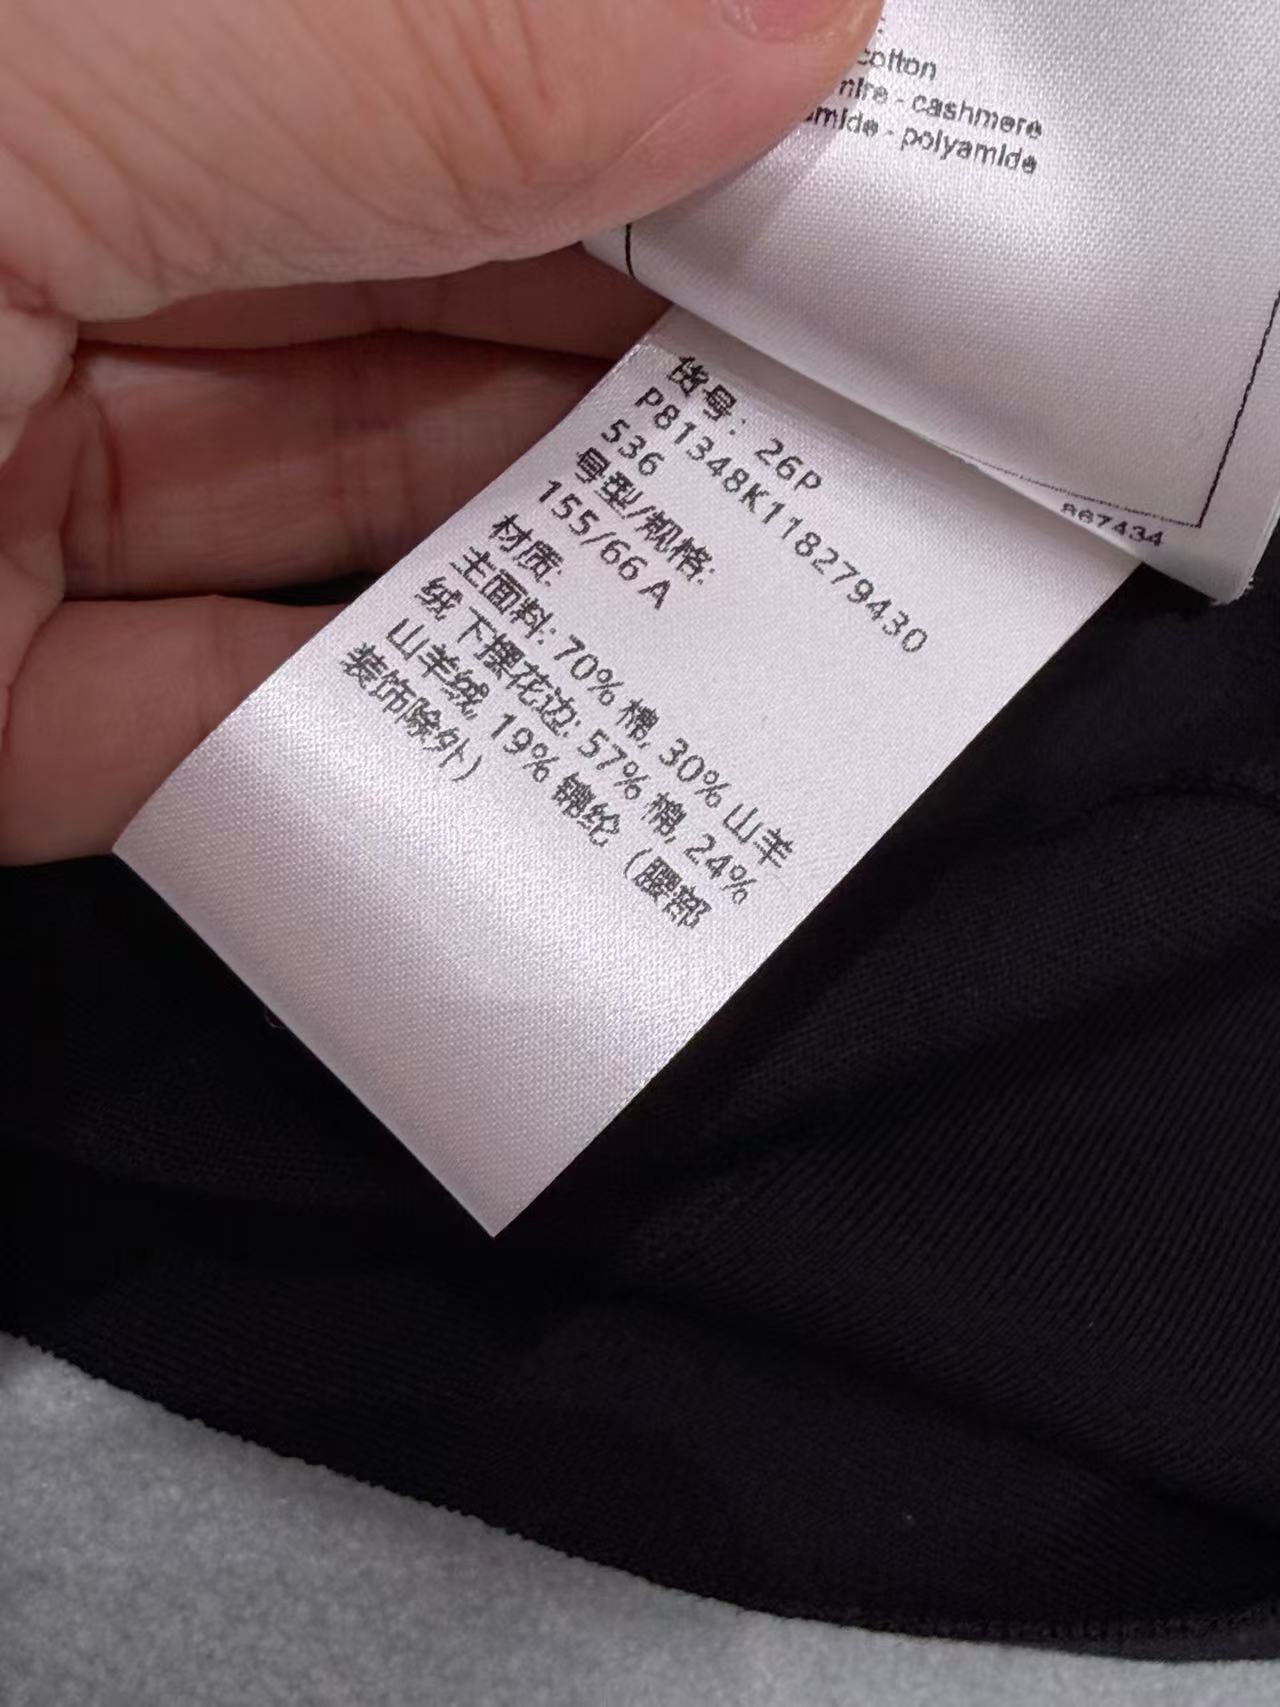 cotton
cashmere
polyamide
867434
货号: 26P
P81348K118279430
536
号型/规格:
155/66 A
材质:
主面料: 70% 棉, 30% 山羊
绒 下摆花边: 57% 棉, 24%
山羊绒, 19% 锦纶 (腰部
装饰除外)